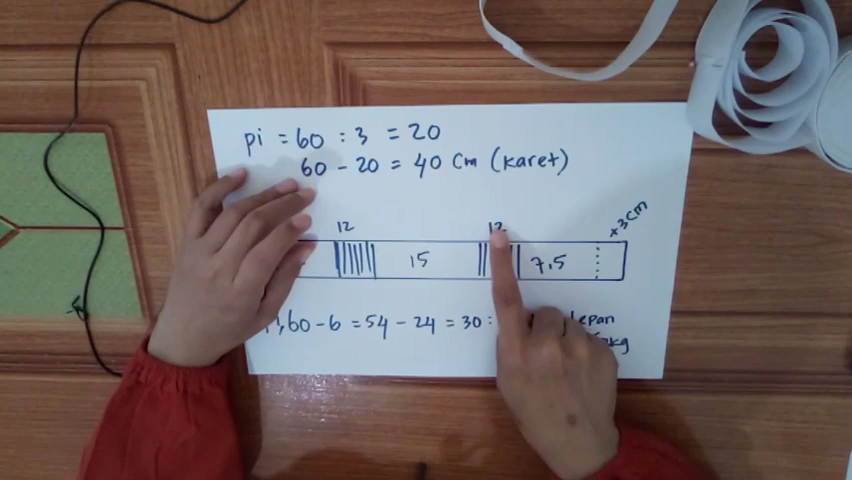 pi = 60 : 3 = 20
60 - 20 = 40 Cm (karet)
12 12 +3cm
15 7,5
60 - 6 = 54 - 24 = 30 :